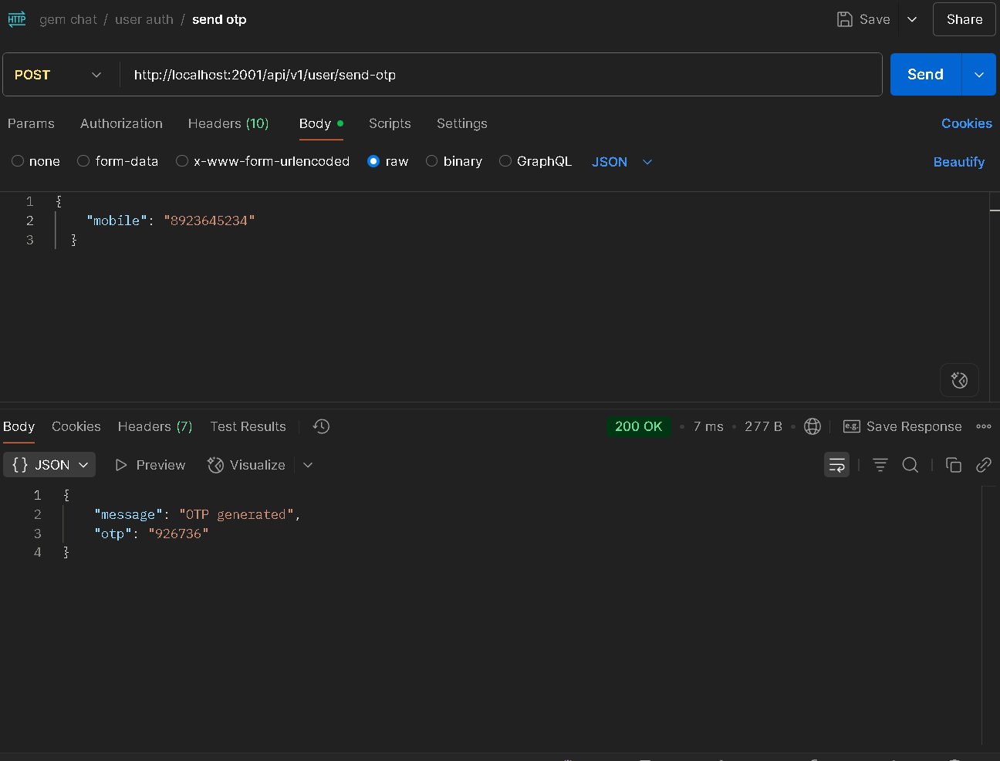 HTTP gem chat / user auth / send otp Save Share
POST http://localhost:2001/api/v1/user/send-otp Send
Params Authorization Headers (10) Body Scripts Settings Cookies
none form-data x-www-form-urlencoded raw binary GraphQL JSON Beautify
1 {
2 "mobile": "8923645234"
3 }
Body Cookies Headers (7) Test Results 200 OK • 7 ms • 277 B • e.g. Save Response
{} JSON Preview Visualize
1 {
2 "message": "OTP generated",
3 "otp": "926736"
4 }